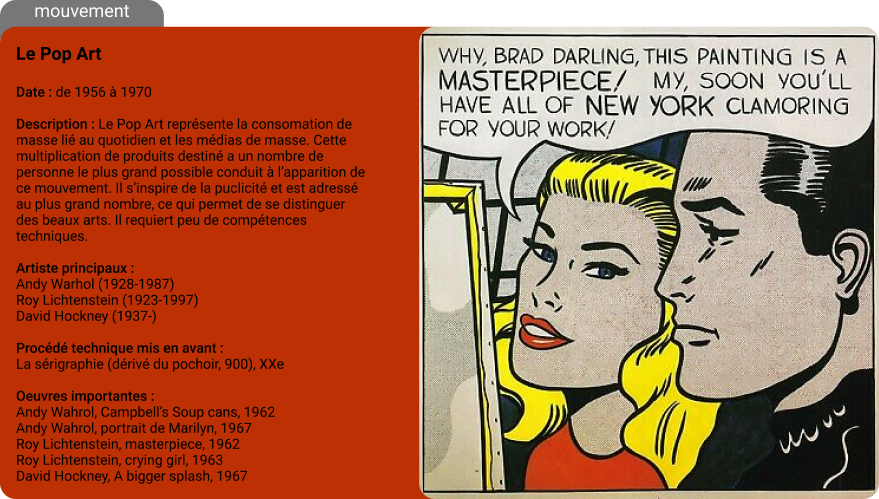 mouvement
Le Pop Art
Date : de 1956 à 1970
Description : Le Pop Art représente la consomation de
masse lié au quotidien et les médias de masse. Cette
multiplication de produits destiné a un nombre de
personne le plus grand possible conduit à l'apparition de
ce mouvement. Il s'inspire de la puclicité et est adressé
au plus grand nombre, ce qui permet de se distinguer
des beaux arts. Il requiert peu de compétences
techniques.
Artiste principaux :
Andy Warhol (1928-1987)
Roy Lichtenstein (1923-1997)
David Hockney (1937-)
Procédé technique mis en avant :
La sérigraphie (dérivé du pochoir, 900), XXe
Oeuvres importantes :
Andy Wahrol, Campbell's Soup cans, 1962
Andy Wahrol, portrait de Marilyn, 1967
Roy Lichtenstein, masterpiece, 1962
Roy Lichtenstein, crying girl, 1963
David Hockney, A bigger splash, 1967
WHY, BRAD DARLING, THIS PAINTING IS A
MASTERPIECE! MY, SOON YOU'LL
HAVE ALL OF NEW YORK CLAMORING
FOR YOUR WORK!